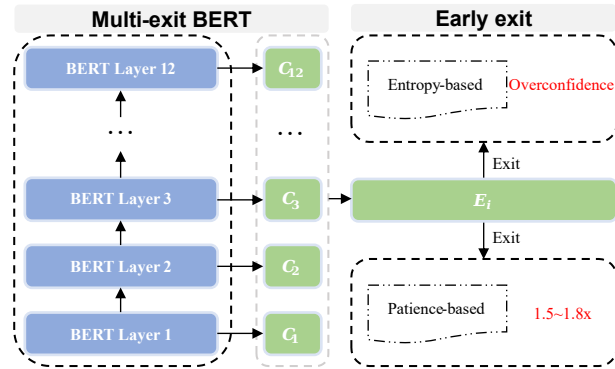 Multi-exit BERT
BERT Layer 12
C12
...
...
BERT Layer 3
C3
BERT Layer 2
C2
BERT Layer 1
C1
Early exit
Entropy-based
Overconfidence
Exit
Ei
Exit
Patience-based
1.5~1.8x